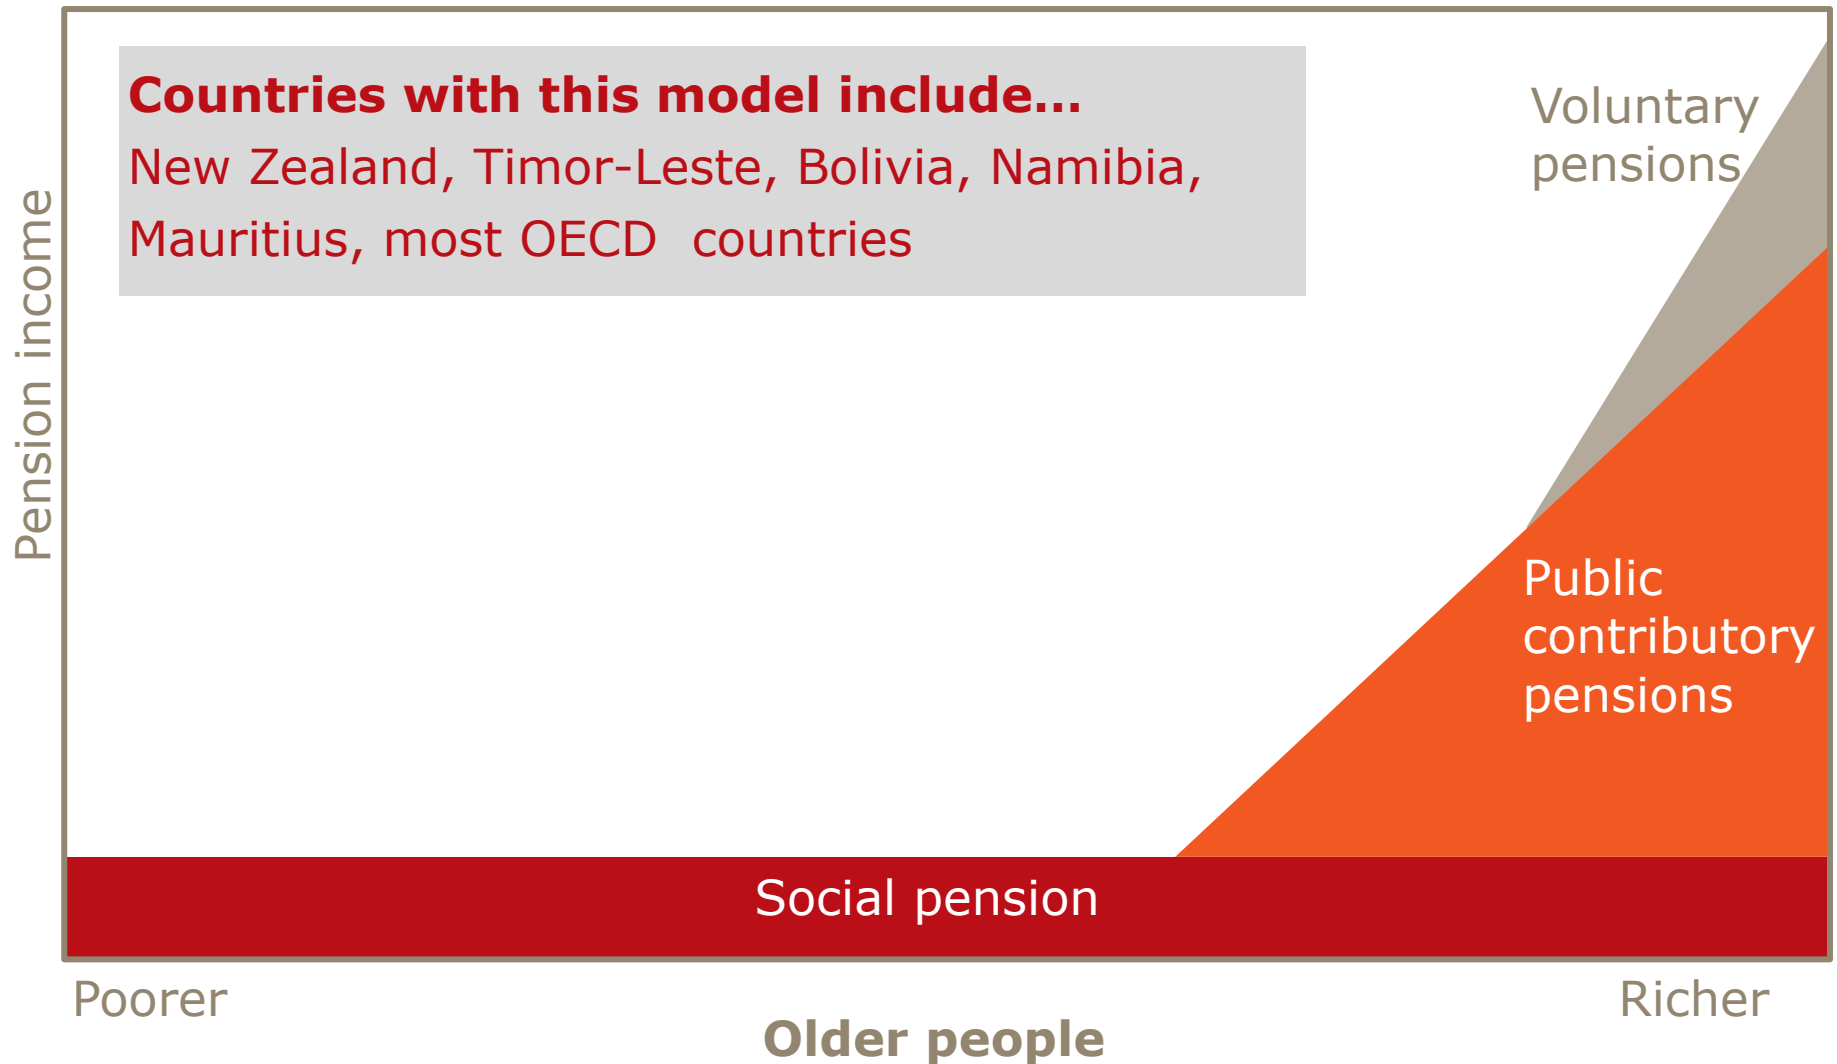 Countries with this model include…
New Zealand, Timor-Leste, Bolivia, Namibia,
Mauritius, most OECD  countries
Voluntary
pensions
Pension income
Public
contributory
pensions
Social pension
Poorer
Richer
Older people